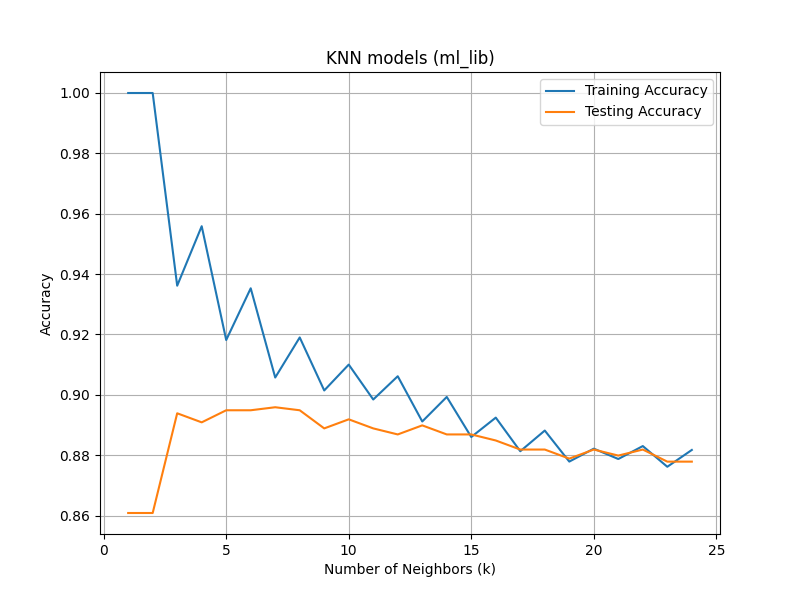 KNN models (ml_lib)
Training Accuracy
Testing Accuracy
1.00
0.98
0.96
0.94
0.92
0.90
0.88
0.86
Accuracy
0 5 10 15 20 25
Number of Neighbors (k)